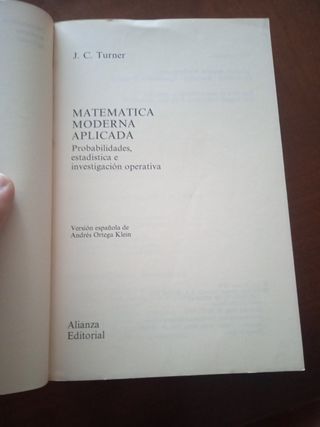 J. C. Turner
MATEMATICA
MODERNA
APLICADA
Probabilidades,
estadística e
investigación operativa
Versión española de
Andrés Ortega Klein
Alianza
Editorial